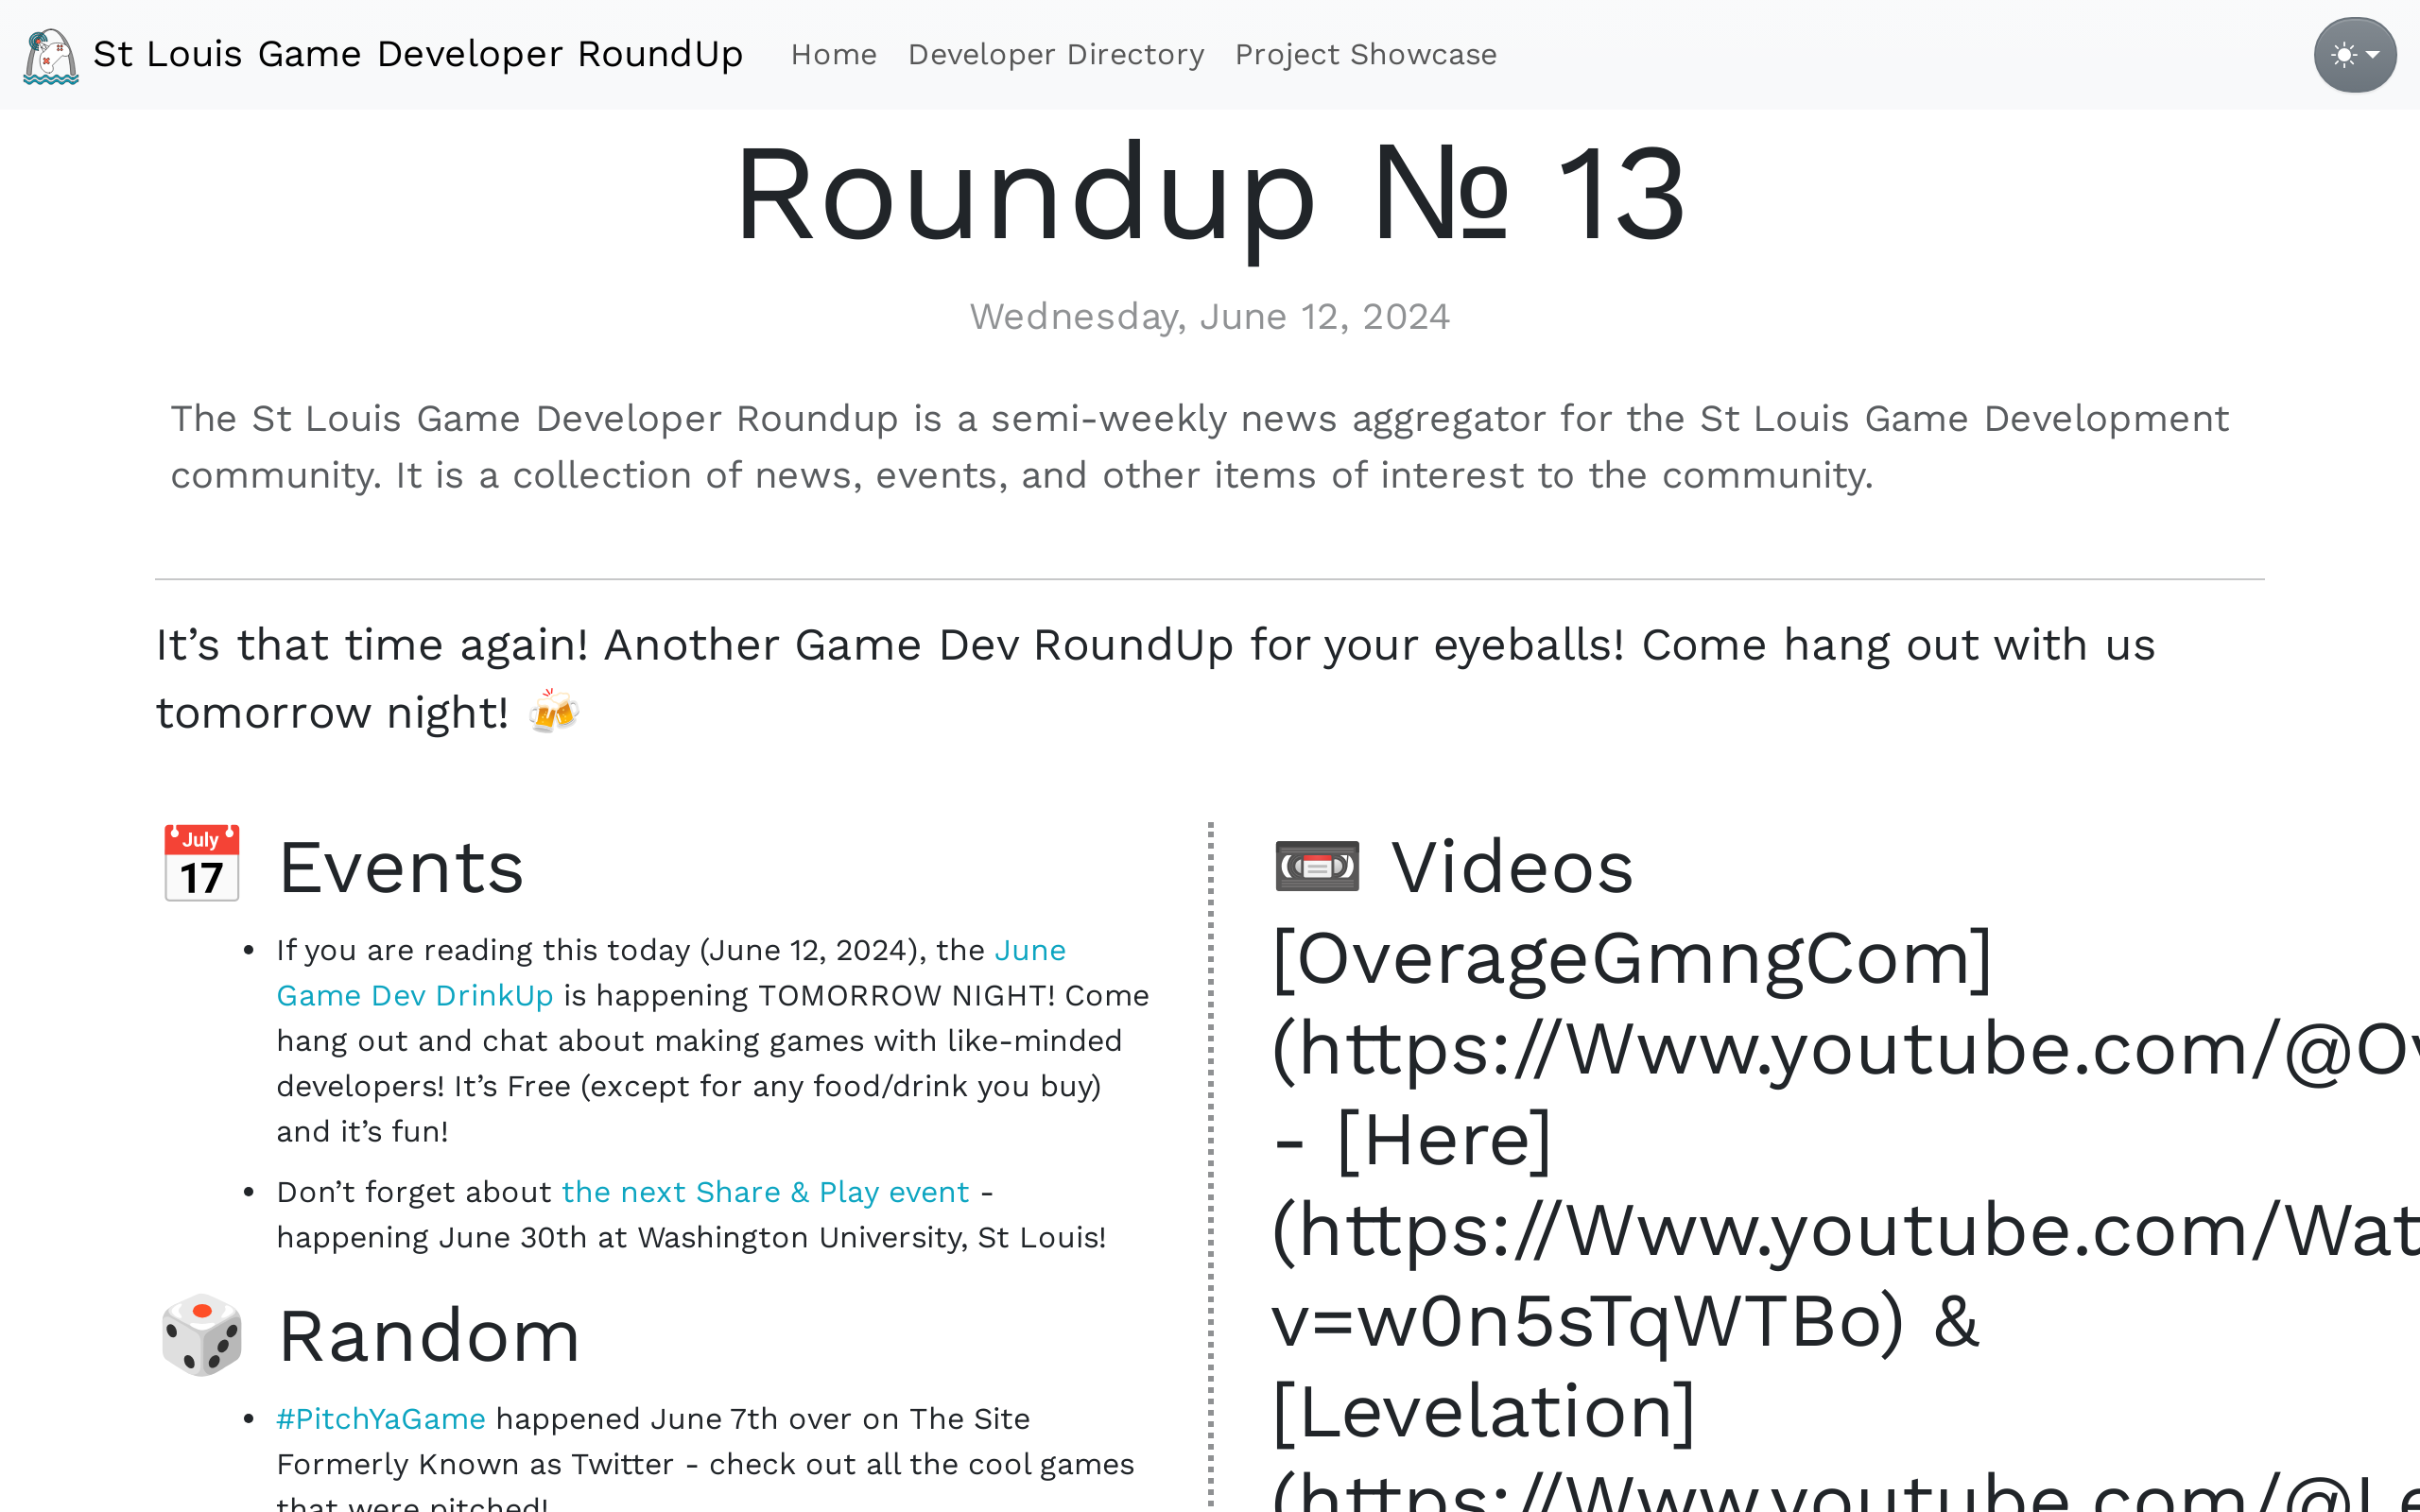 St Louis Game Developer RoundUp Home Developer Directory Project Showcase
Roundup № 13
Wednesday, June 12, 2024
The St Louis Game Developer Roundup is a semi-weekly news aggregator for the St Louis Game Development
community. It is a collection of news, events, and other items of interest to the community.
It’s that time again! Another Game Dev RoundUp for your eyeballs! Come hang out with us
tomorrow night!
July
17
Events
If you are reading this today (June 12, 2024), the June
Game Dev DrinkUp is happening TOMORROW NIGHT! Come
hang out and chat about making games with like-minded
developers! It’s Free (except for any food/drink you buy)
and it’s fun!
Don’t forget about the next Share & Play event -
happening June 30th at Washington University, St Louis!
Random
#PitchYaGame happened June 7th over on The Site
Formerly Known as Twitter - check out all the cool games
that were pitched!
Videos
[OverageGmngCom]
(https://Www.youtube.com/@Ov
- [Here]
(https://Www.youtube.com/Wat
v=w0n5sTqWTBo) &
[Levelation]
(https://Www.youtube.com/@Le